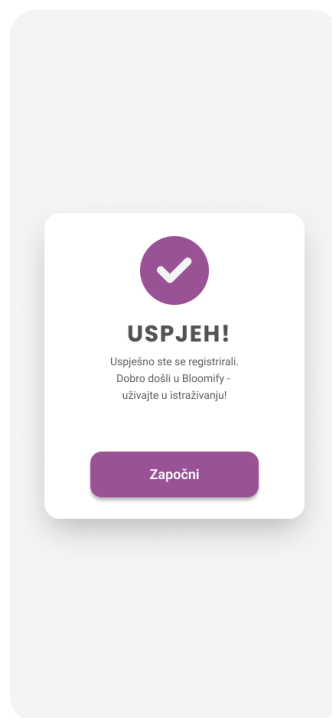 USPJEH!
Uspješno ste se registrirali.
Dobro došli u Bloomify -
uživajte u istraživanju!
Započni